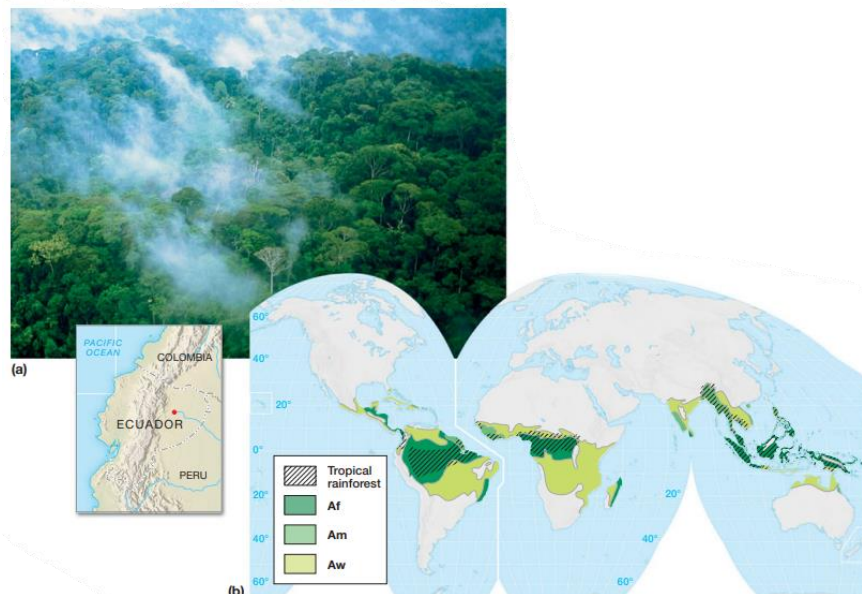 (a)
PACIFIC
OCEAN
COLOMBIA
ECUADOR
PERU
60°
40°
20°
0°
20°
40°
60°
20°
60°
Tropical
rainforest
Af
Am
Aw
(b)